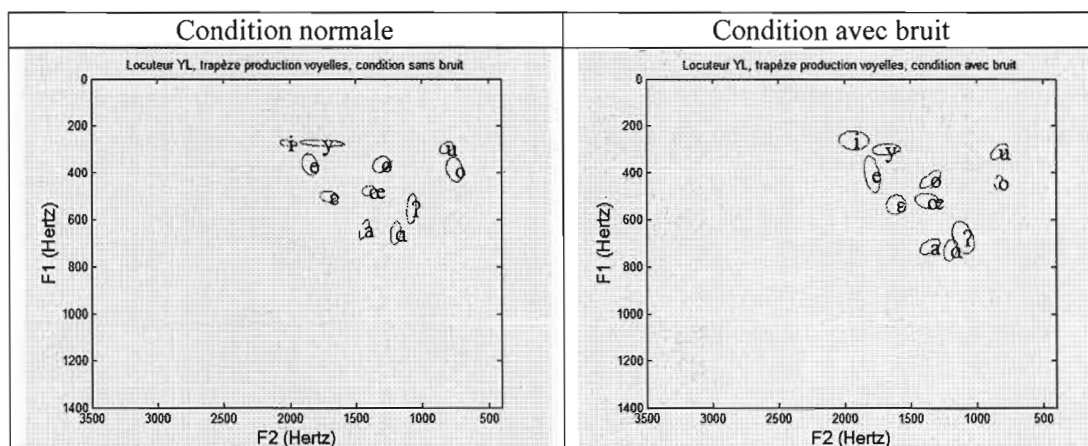 Condition normale
Condition avec bruit
Locuteur YL, trapèze production voyelles, condition sans bruit
0
200
400
600
800
1000
1200
1400
F1 (Hertz)
i y u
e ø o
ε œ ʔ
a ɑ
3500 3000 2500 2000 1500 1000 500
F2 (Hertz)
Locuteur YL, trapèze production voyelles, condition avec bruit
0
200
400
600
800
1000
1200
1400
F1 (Hertz)
i y u
e ø o
ε œ
a ɑ ʔ
3500 3000 2500 2000 1500 1000 500
F2 (Hertz)